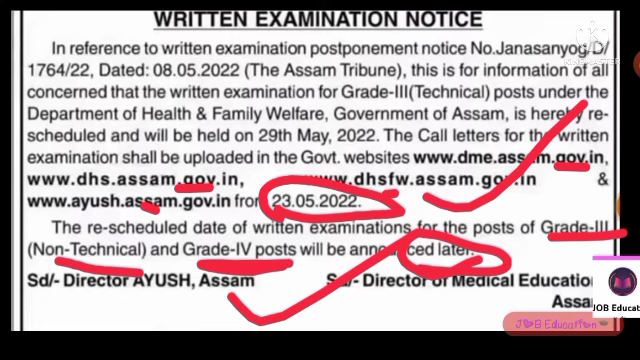 WRITTEN EXAMINATION NOTICE
In reference to written examination postponement notice No.Janasanyog/D/
1764/22, Dated: 08.05.2022 (The Assam Tribune), this is for information of all
concerned that the written examination for Grade-III(Technical) posts under the
Department of Health & Family Welfare, Government of Assam, is hereby re-
scheduled and will be held on 29th May, 2022. The Call letters for the written
examination shall be uploaded in the Govt. websites www.dme.assam.gov.in,
www.dhs.assam.gov.in, www.dhsfw.assam.gov.in &
www.ayush.assam.gov.in from 23.05.2022.
The re-scheduled date of written examinations for the posts of Grade-III
(Non-Technical) and Grade-IV posts will be announced later.
Sd/- Director AYUSH, Assam Sd/- Director of Medical Education
Assam
KINEMASTER
JOB Educat
JOB Education